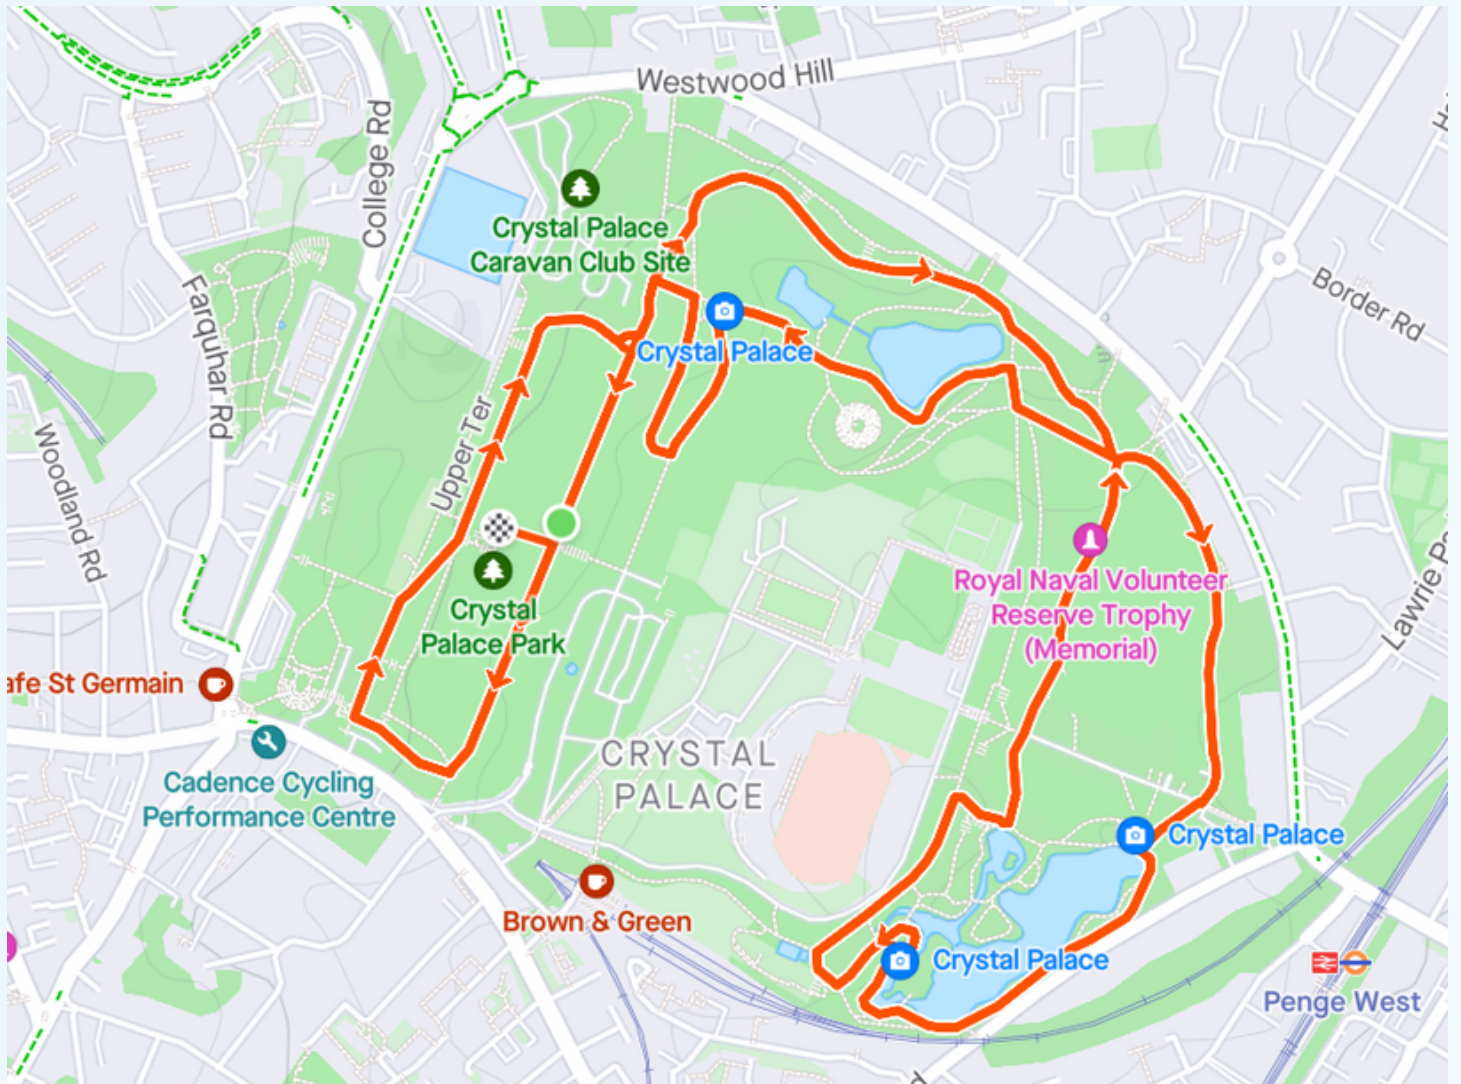 Westwood Hill
College Rd
Crystal Palace
Caravan Club Site
Farquhar Rd
Border Rd
Crystal Palace
Upper Ter
Woodland Rd
Crystal
Palace Park
Royal Naval Volunteer
Reserve Trophy
(Memorial)
Lawrie P
afe St Germain
Cadence Cycling
Performance Centre
CRYSTAL
PALACE
Crystal Palace
Brown & Green
Crystal Palace
Penge West